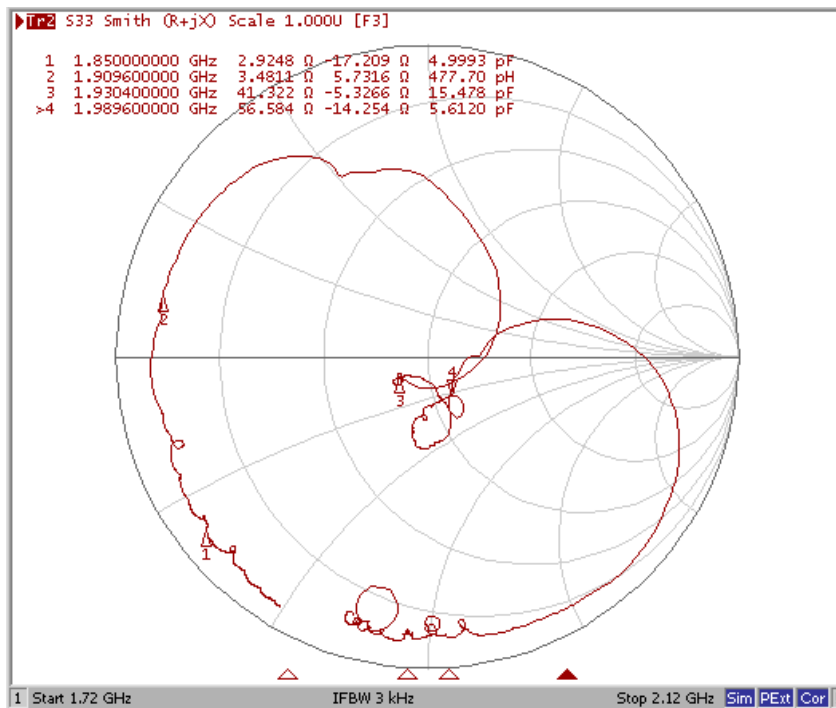 Tr2 S33 Smith (R+jX) Scale 1.000U [F3]
1 1.850000000 GHz 2.9248 Ω -17.209 Ω 4.9993 pF
2 1.909600000 GHz 3.4811 Ω 5.7316 Ω 477.70 pH
3 1.930400000 GHz 41.322 Ω -5.3266 Ω 15.478 pF
>4 1.989600000 GHz 56.584 Ω -14.254 Ω 5.6120 pF
2
4
3
1
1 Start 1.72 GHz IFBW 3 kHz Stop 2.12 GHz Sim PExt Cor